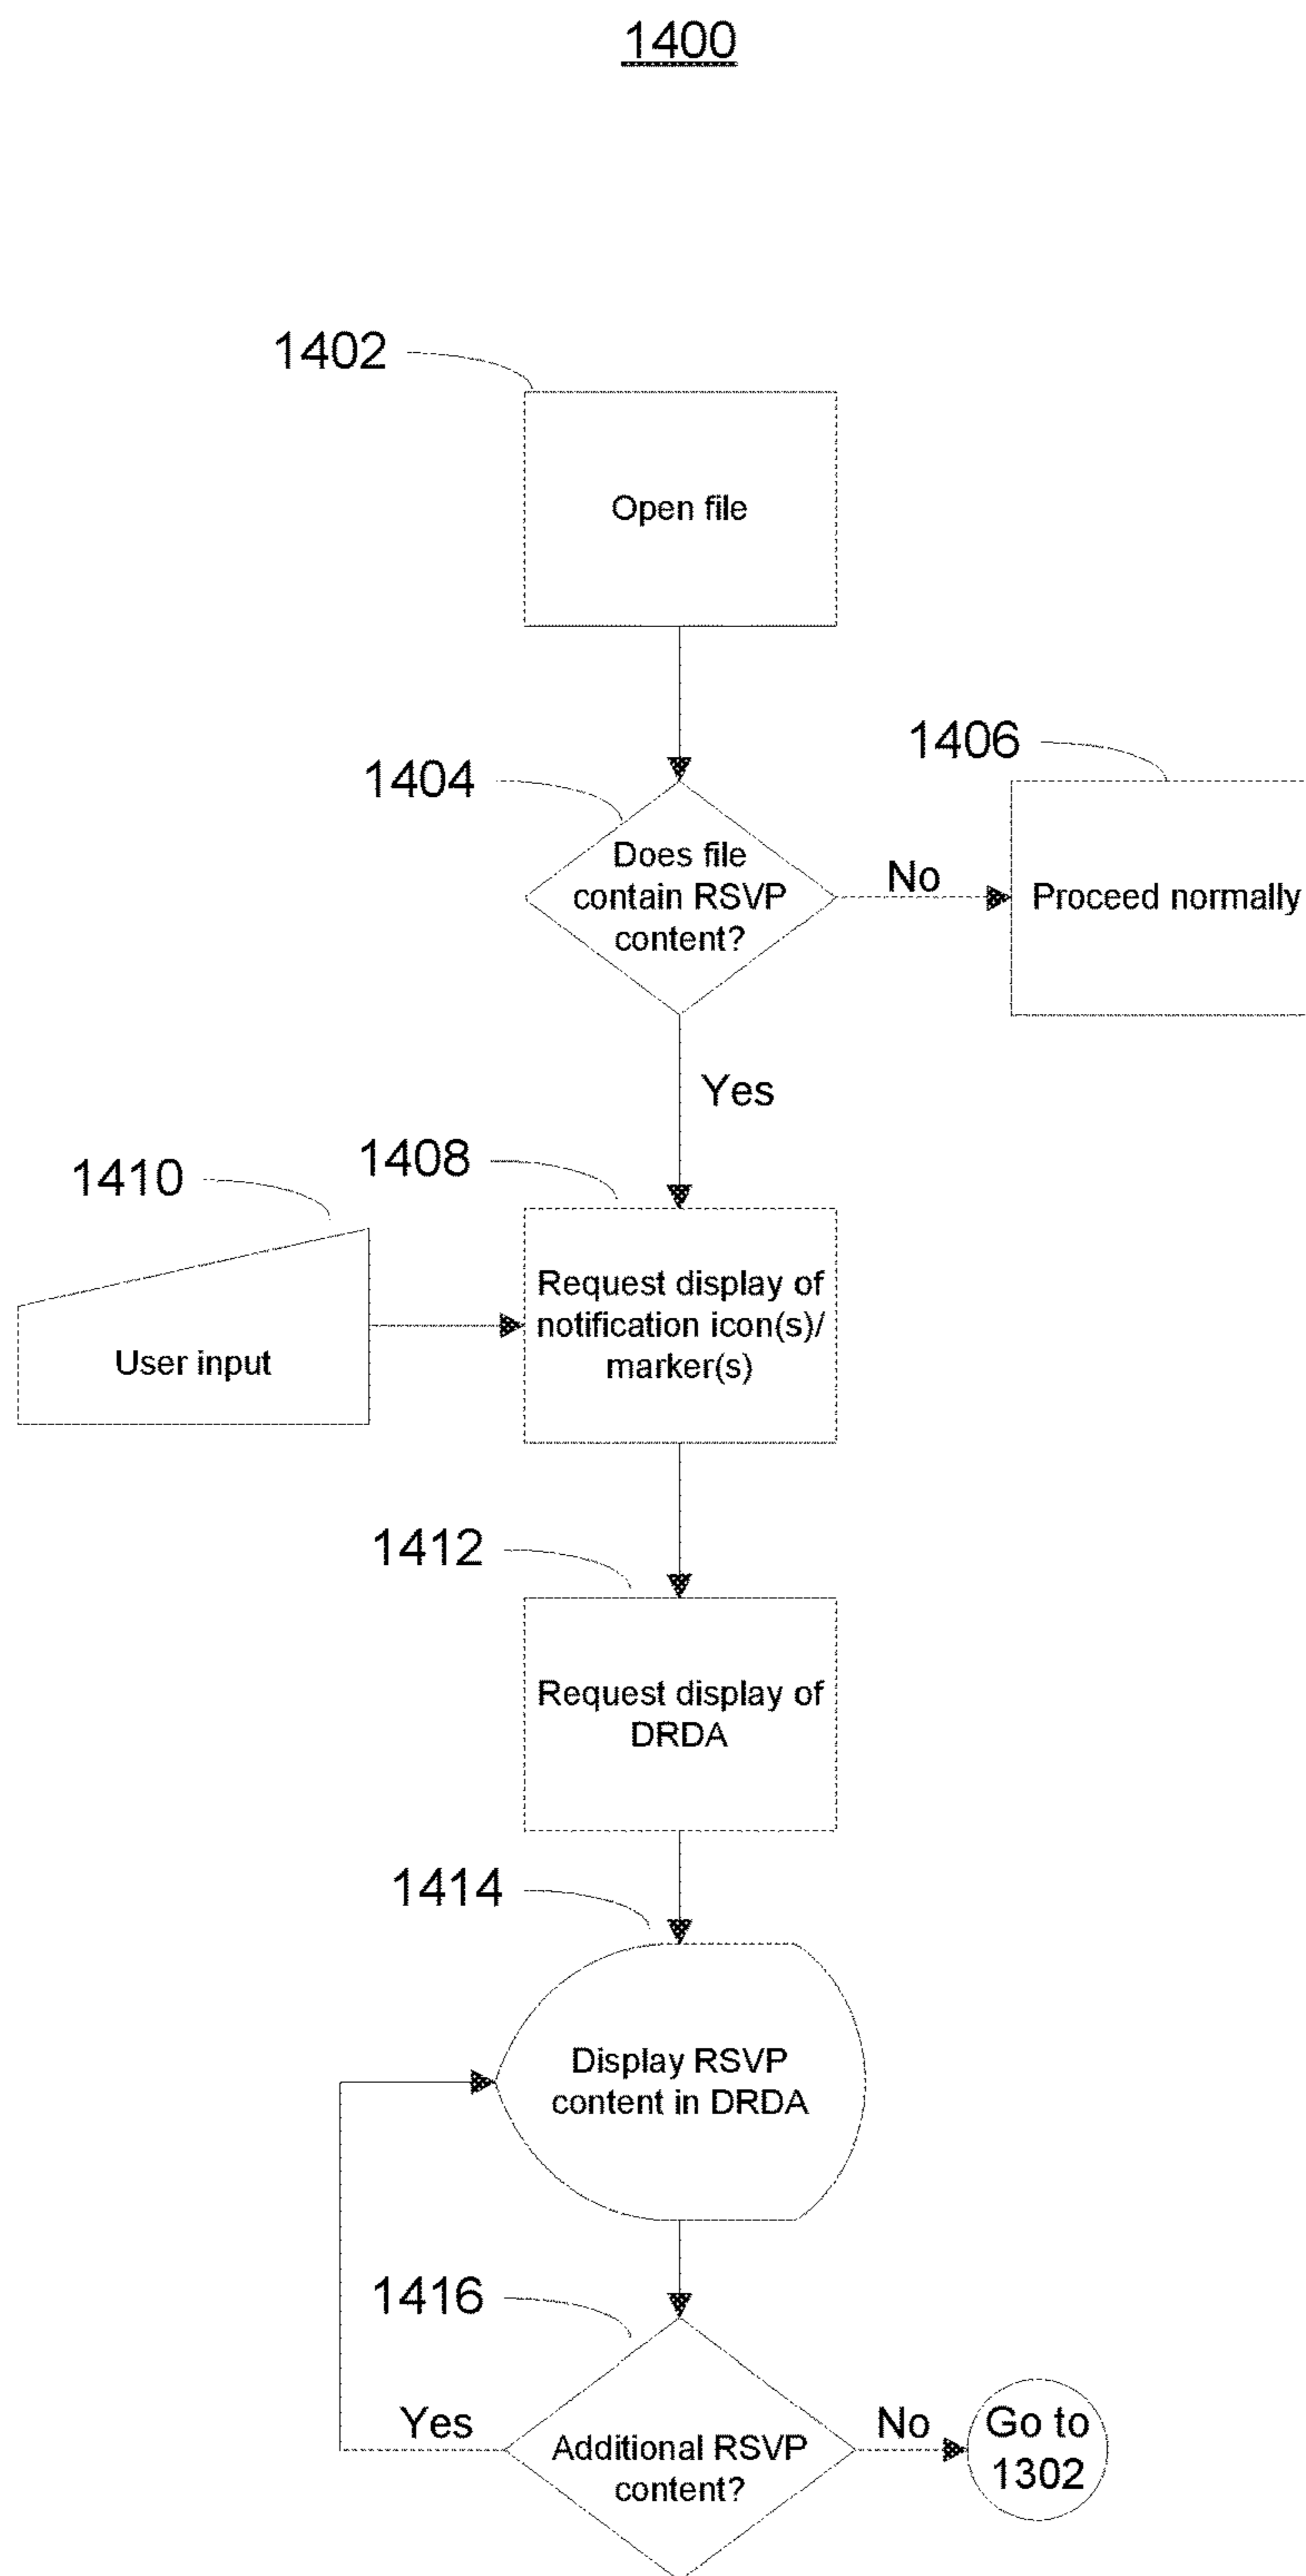 1400
1402
Open file
1404
1406
Does file
contain RSVP
content?
No
Proceed normally
Yes
1408
1410
Request display of
notification icon(s)/
marker(s)
User input
1412
Request display of
DRDA
1414
Display RSVP
content in DRDA
1416
Yes
Additional RSVP
content?
No
Go to
1302